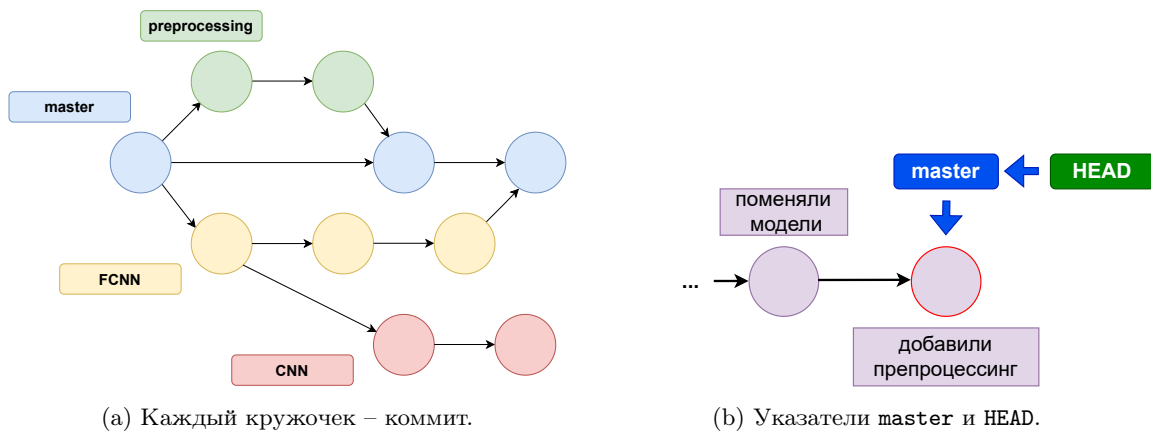 preprocessing
master
FCNN
CNN
(a) Каждый кружочек – коммит.
master
HEAD
поменяли
модели
...
добавили
препроцессинг
(b) Указатели master и HEAD.